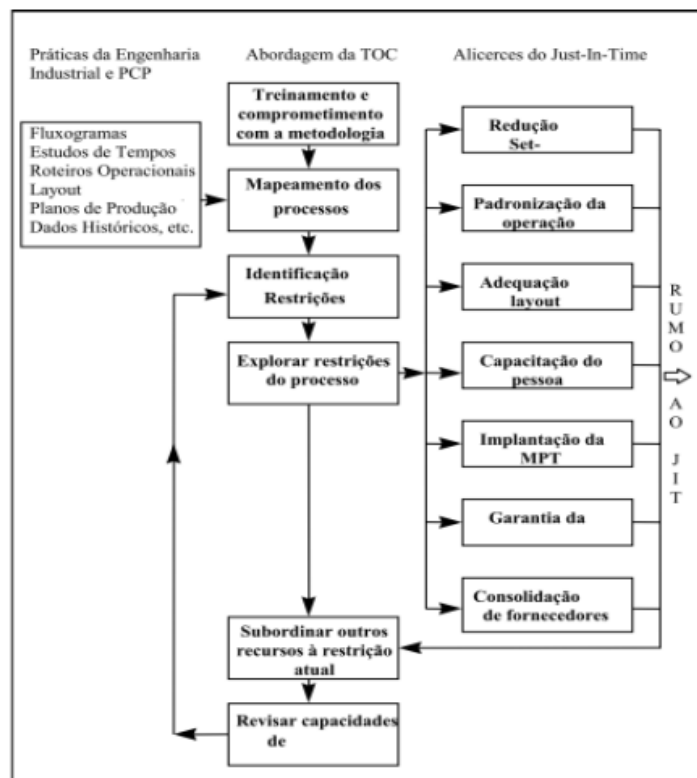 Práticas da Engenharia
Industrial e PCP
Abordagem da TOC
Alicerces do Just-In-Time
Fluxogramas
Estudos de Tempos
Roteiros Operacionais
Layout
Planos de Produção
Dados Históricos, etc.
Treinamento e
comprometimento
com a metodologia
Mapeamento dos
processos
Identificação
Restrições
Explorar restrições
do processo
Subordinar outros
recursos à restrição
atual
Revisar capacidades
de
Redução
Set-
Padronização da
operação
Adequação
layout
Capacitação do
pessoa
Implantação da
MPT
Garantia da
Consolidação
de fornecedores
RUMO AO JIT